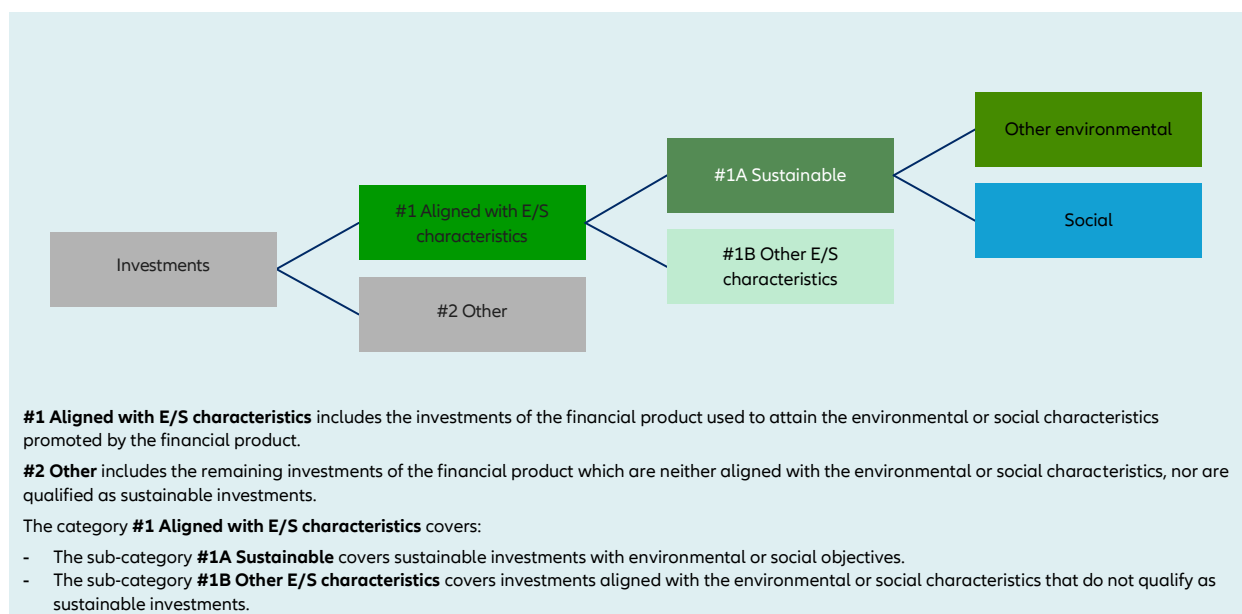 Other environmental
#1A Sustainable
#1 Aligned with E/S
characteristics
Social
Investments
#1B Other E/S
characteristics
#2 Other
#1 Aligned with E/S characteristics includes the investments of the financial product used to attain the environmental or social characteristics
promoted by the financial product.
#2 Other includes the remaining investments of the financial product which are neither aligned with the environmental or social characteristics, nor are
qualified as sustainable investments.
The category #1 Aligned with E/S characteristics covers:
- The sub-category #1A Sustainable covers sustainable investments with environmental or social objectives.
- The sub-category #1B Other E/S characteristics covers investments aligned with the environmental or social characteristics that do not qualify as
sustainable investments.